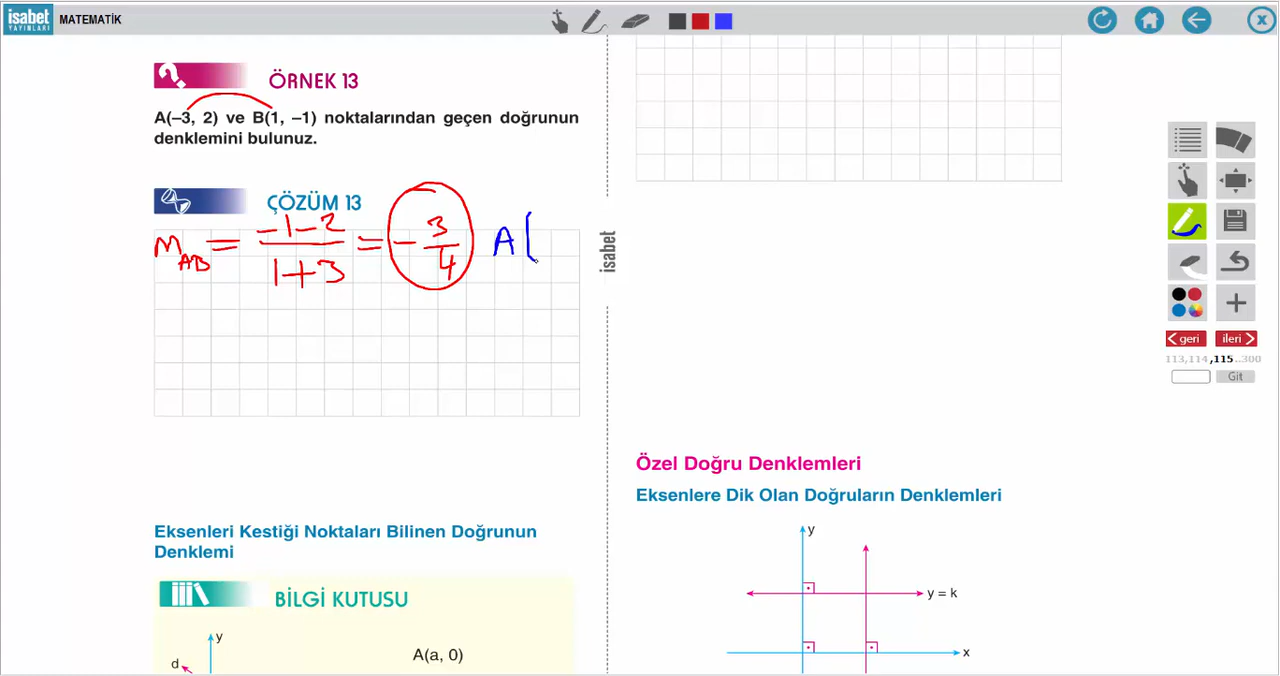 isabet
YAYINLARI
MATEMATİK
ÖRNEK 13
A(–3, 2) ve B(1, –1) noktalarından geçen doğrunun
denklemini bulunuz.
ÇÖZÜM 13
m_AB = (-1-2)/(1+3) = -3/4 A(
Eksenleri Kestiği Noktaları Bilinen Doğrunun
Denklemi
BİLGİ KUTUSU
y
d
A(a, 0)
isabet
Özel Doğru Denklemleri
Eksenlere Dik Olan Doğruların Denklemleri
y
y = k
x
geri
ileri
113,114,115..300
Git